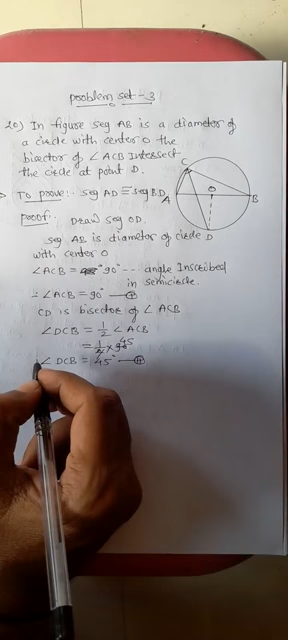 problem set - 3
20) In figure seg AB is a diameter of
a circle with center O the
bisector of ∠ACB Intersect
the circle at point D.
C
O
A
B
D
To prove:- seg AD ≅ seg BD.
proof:- Draw seg OD.
seg AB is diameter of circle
with center O
∠ACB = 90° --- angle Inscribed
in semicircle.
∴ ∠ACB = 90° — I
CD is bisector of ∠ACB
∠DCB = 1/2 ∠ACB
= 1/2 × 90 45
∠DCB = 45° — II